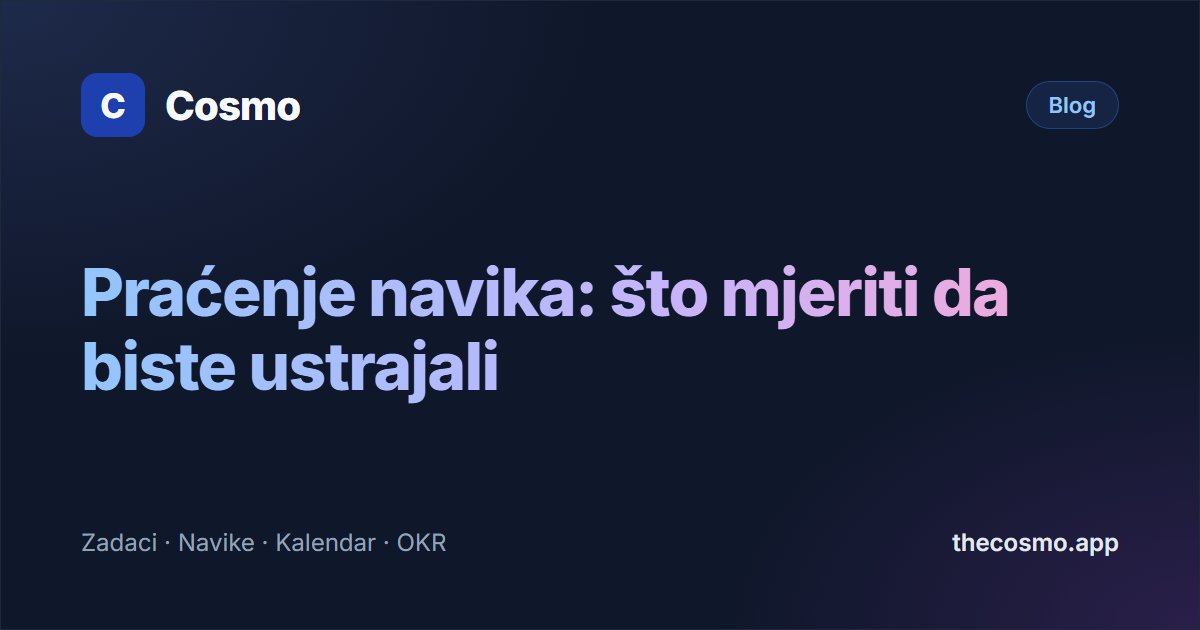 C Cosmo
Blog
Praćenje navika: što mjeriti da
biste ustrajali
Zadaci · Navike · Kalendar · OKR
thecosmo.app